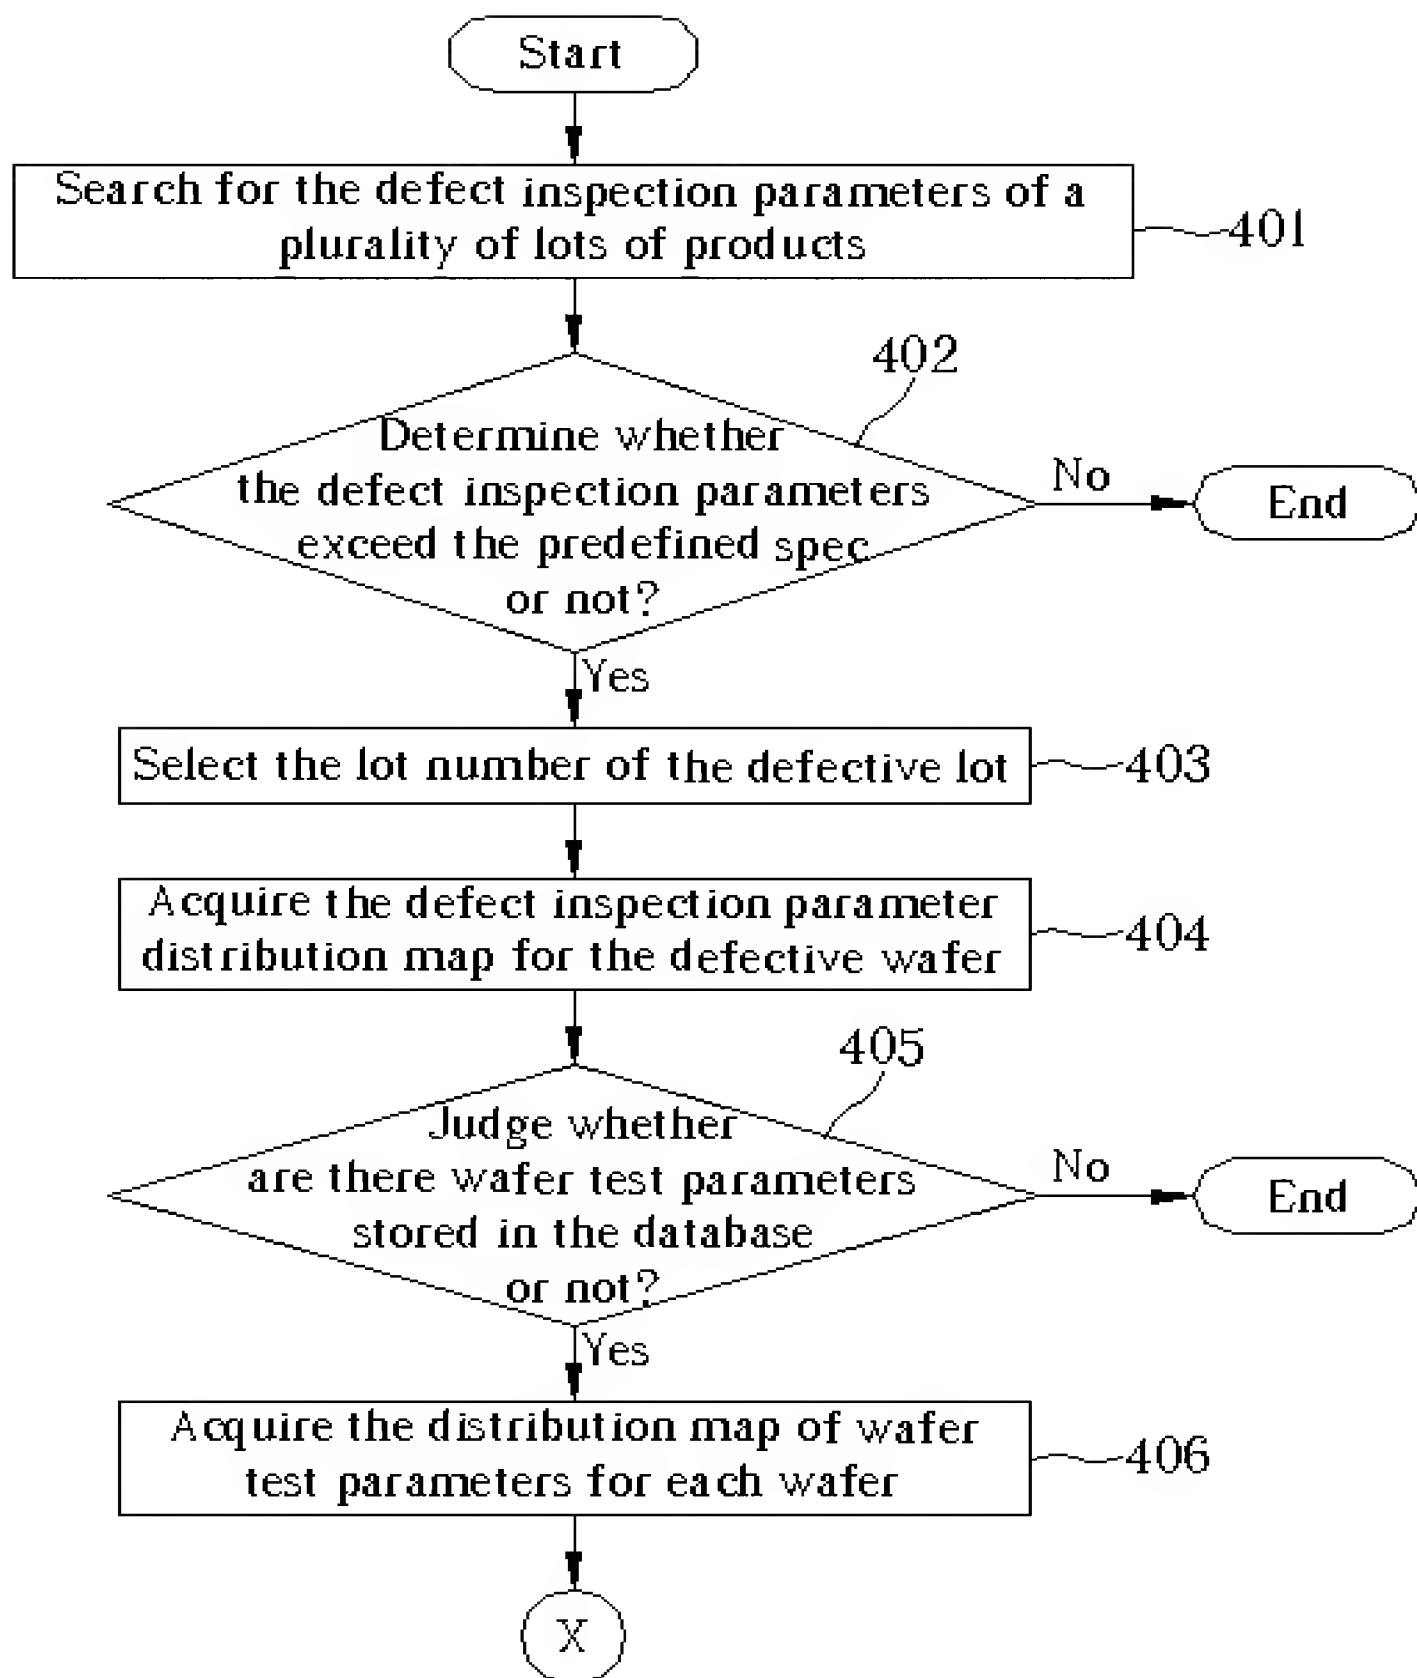 Start
Search for the defect inspection parameters of a
plurality of lots of products
401
402
Determine whether
the defect inspection parameters
exceed the predefined spec
or not?
No
End
Yes
Select the lot number of the defective lot
403
Acquire the defect inspection parameter
distribution map for the defective wafer
404
405
Judge whether
are there wafer test parameters
stored in the database
or not?
No
End
Yes
Acquire the distribution map of wafer
test parameters for each wafer
406
X